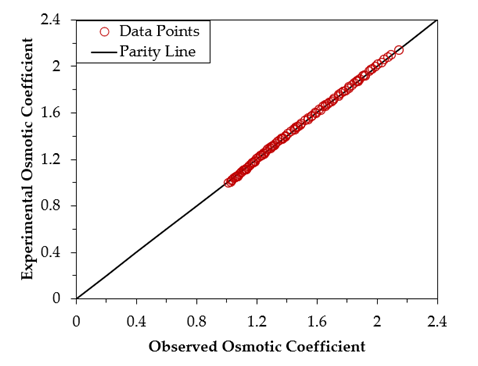 2.4
Data Points
Parity Line
2
1.6
1.2
0.8
0.4
0
Experimental Osmotic Coefficient
0 0.4 0.8 1.2 1.6 2 2.4
Observed Osmotic Coefficient